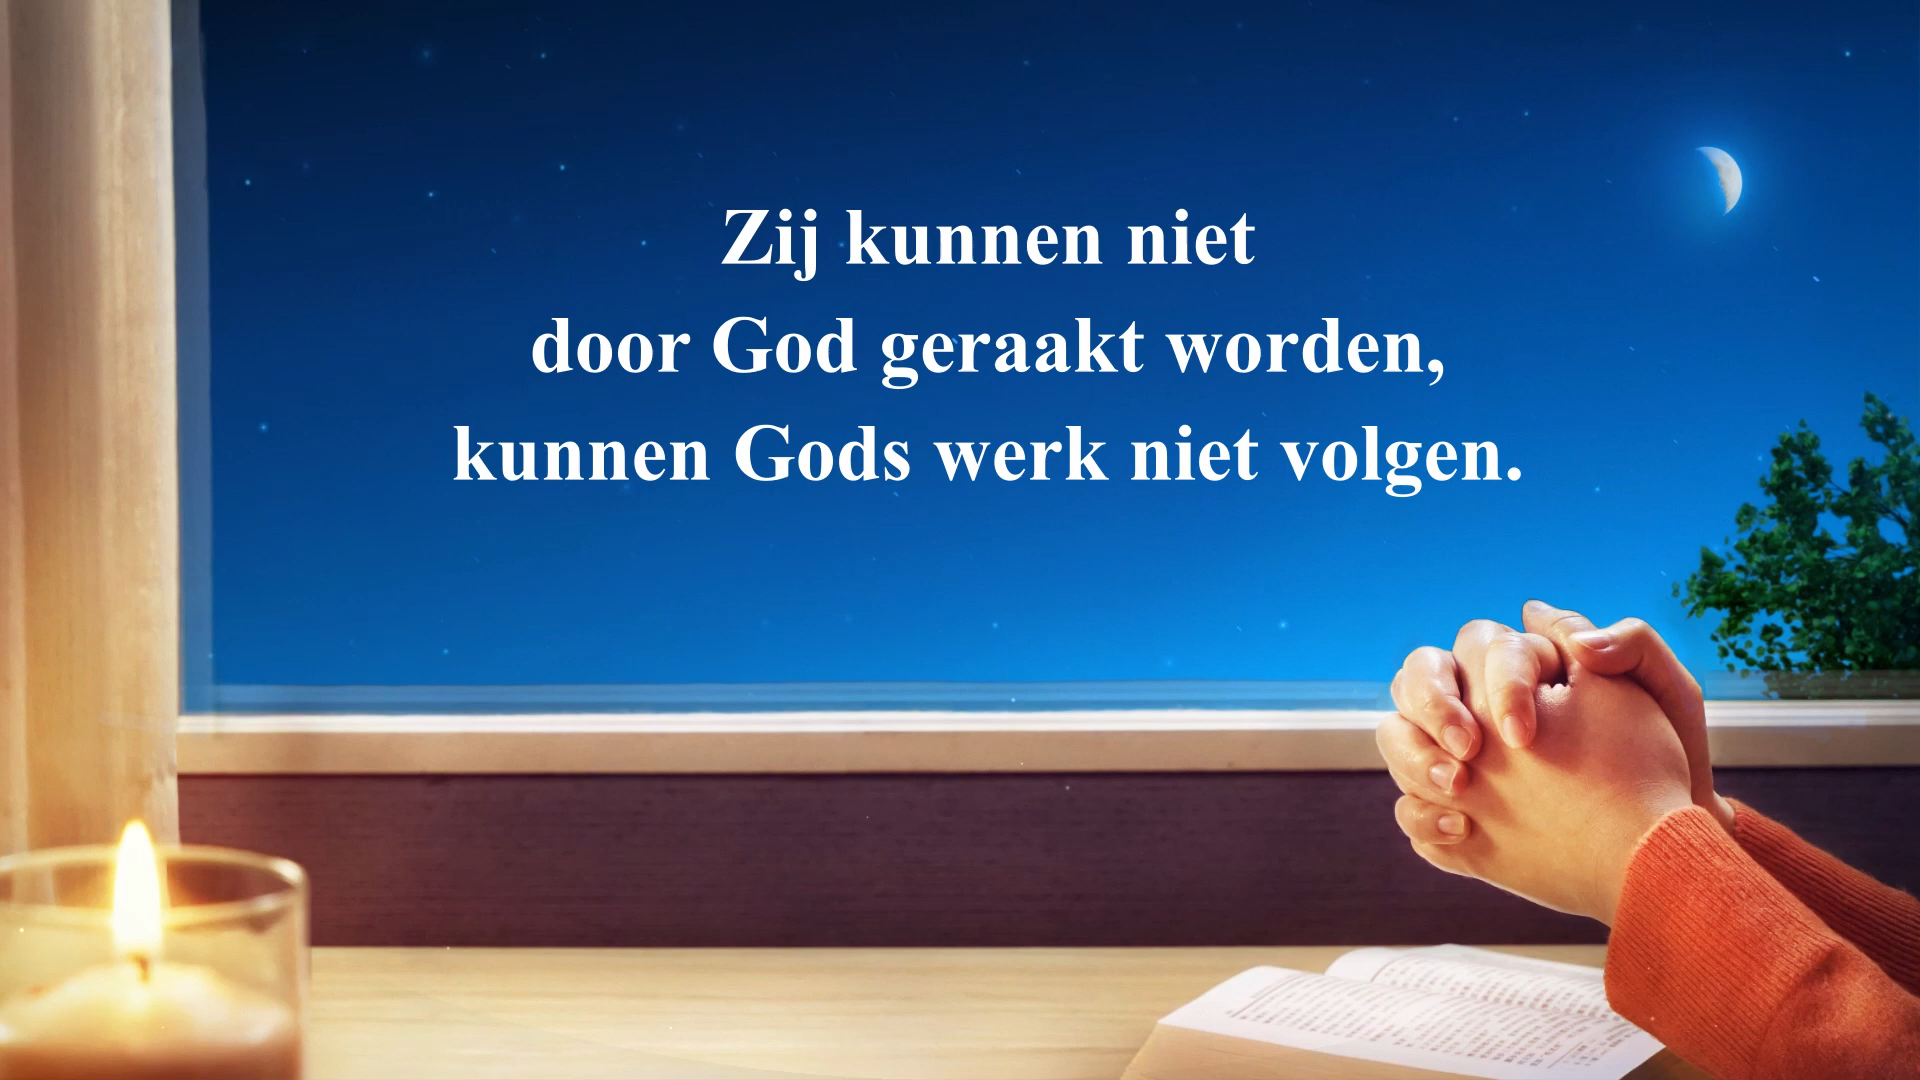 Zij kunnen niet
door God geraakt worden,
kunnen Gods werk niet volgen.